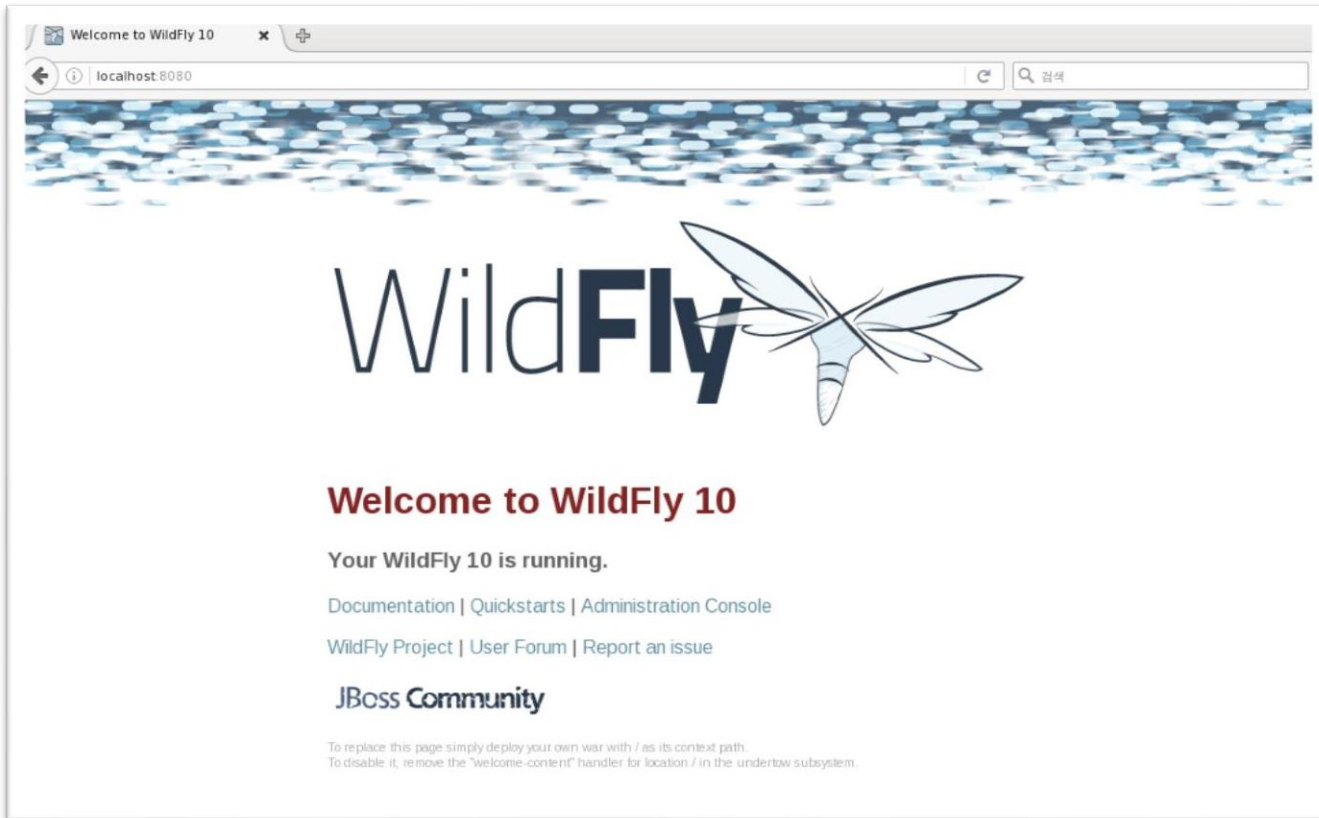 Welcome to WildFly 10
localhost:8080
검색
WildFly
Welcome to WildFly 10
Your WildFly 10 is running.
Documentation | Quickstarts | Administration Console
WildFly Project | User Forum | Report an issue
JBoss Community
To replace this page simply deploy your own war with / as its context path.
To disable it, remove the "welcome-content" handler for location / in the undertow subsystem.